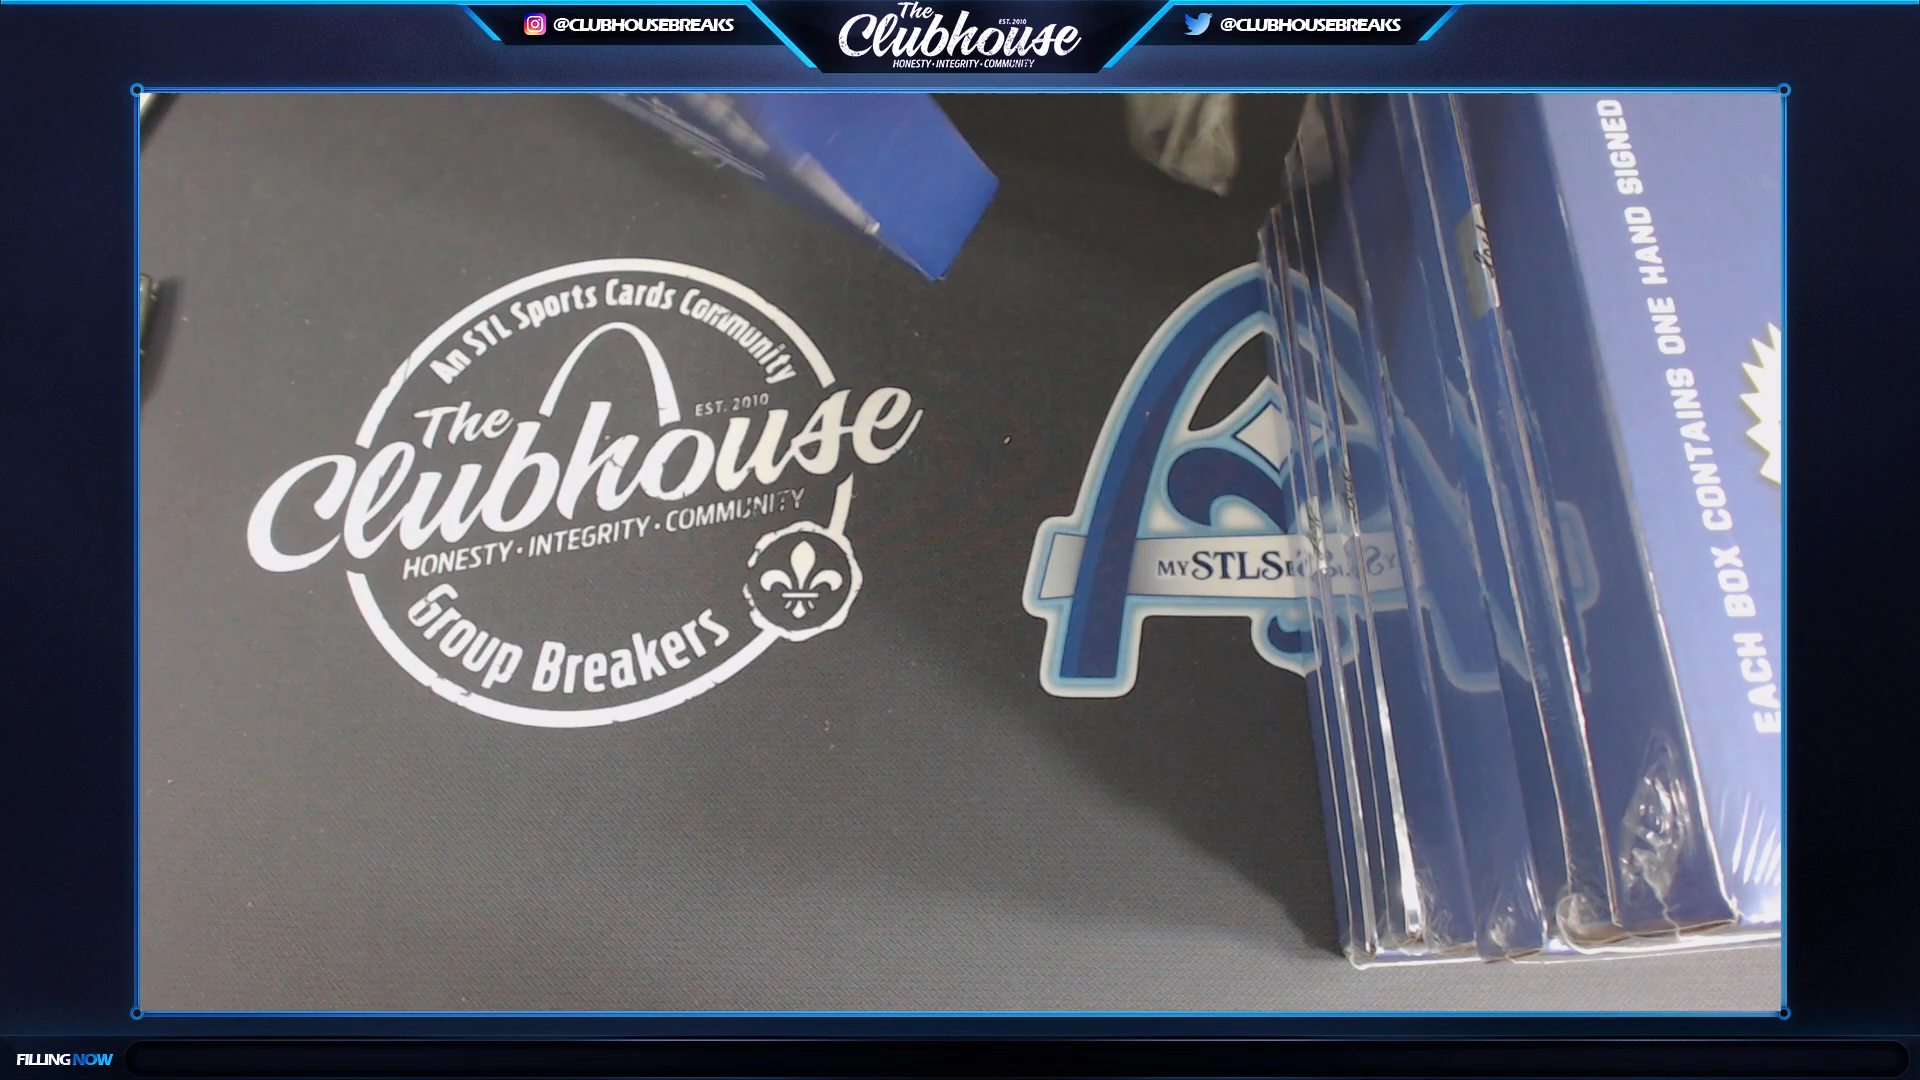 @CLUBHOUSEBREAKS
The
EST. 2010
Clubhouse
HONESTY·INTEGRITY·COMMUNITY
@CLUBHOUSEBREAKS
An STL Sports Cards Community
The
EST. 2010
Clubhouse
HONESTY·INTEGRITY·COMMUNITY
Group Breakers
MYSTLS
EACH BOX CONTAINS ONE HAND SIGNED
FILLING NOW